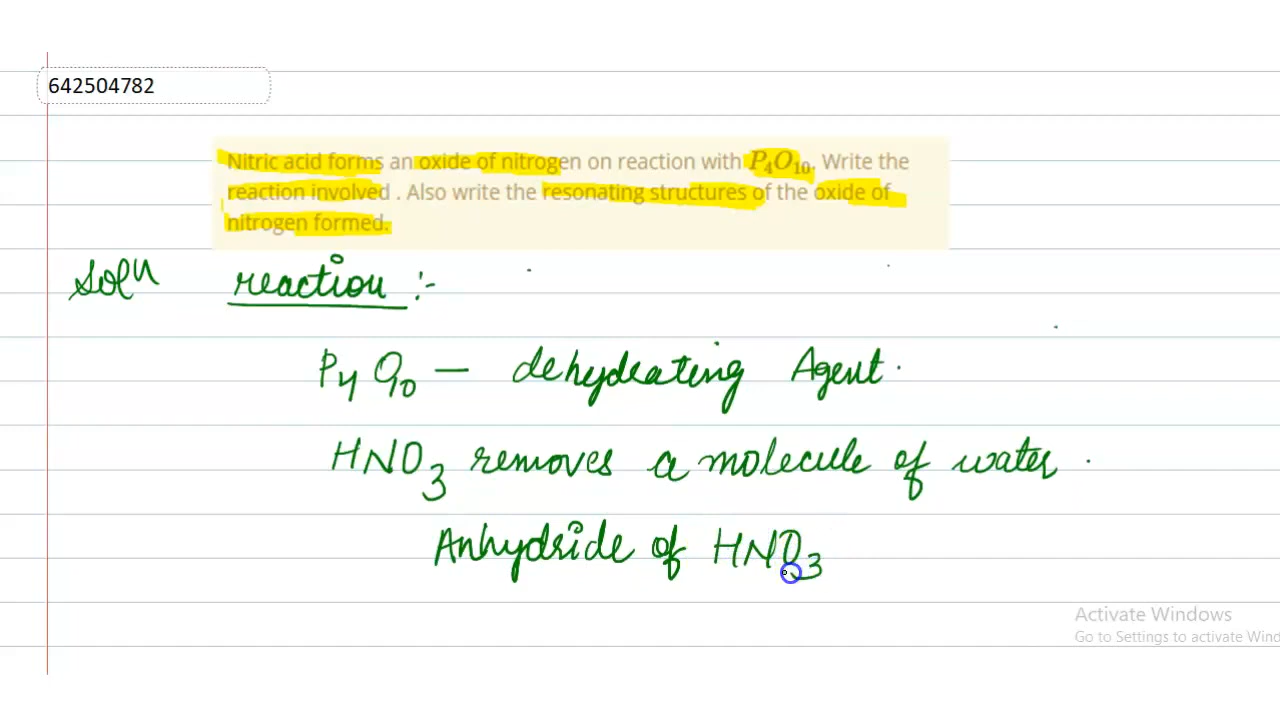 642504782
Nitric acid forms an oxide of nitrogen on reaction with P₄O₁₀. Write the
reaction involved . Also write the resonating structures of the oxide of
nitrogen formed.
Soln reaction :-
P₄O₁₀ — dehydrating Agent.
HNO₃ removes a molecule of water.
Anhydride of HNO₃
Activate Windows
Go to Settings to activate Wind